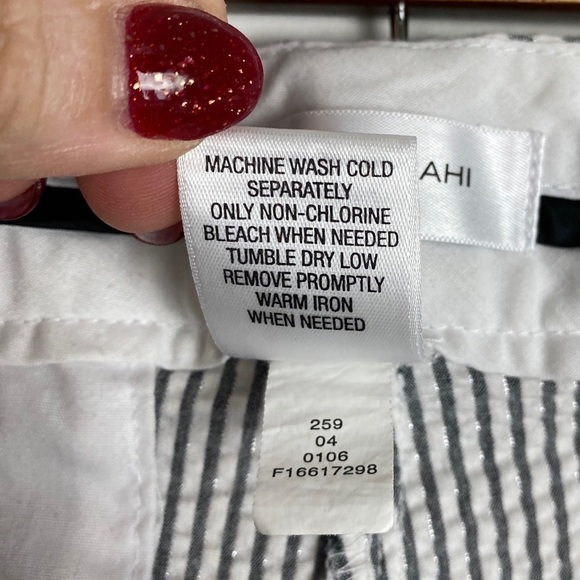 MACHINE WASH COLD
SEPARATELY
ONLY NON-CHLORINE
BLEACH WHEN NEEDED
TUMBLE DRY LOW
REMOVE PROMPTLY
WARM IRON
WHEN NEEDED
AHI
259
04
0106
F16617298